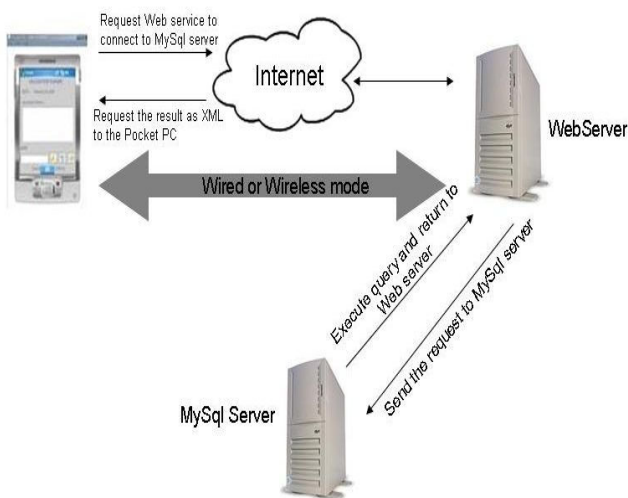 Request Web service to
connect to MySql server
Internet
Request the result as XML
to the Pocket PC
WebServer
Wired or Wireless mode
Execute query and return to
Web server
Send the request to MySql server
MySql Server